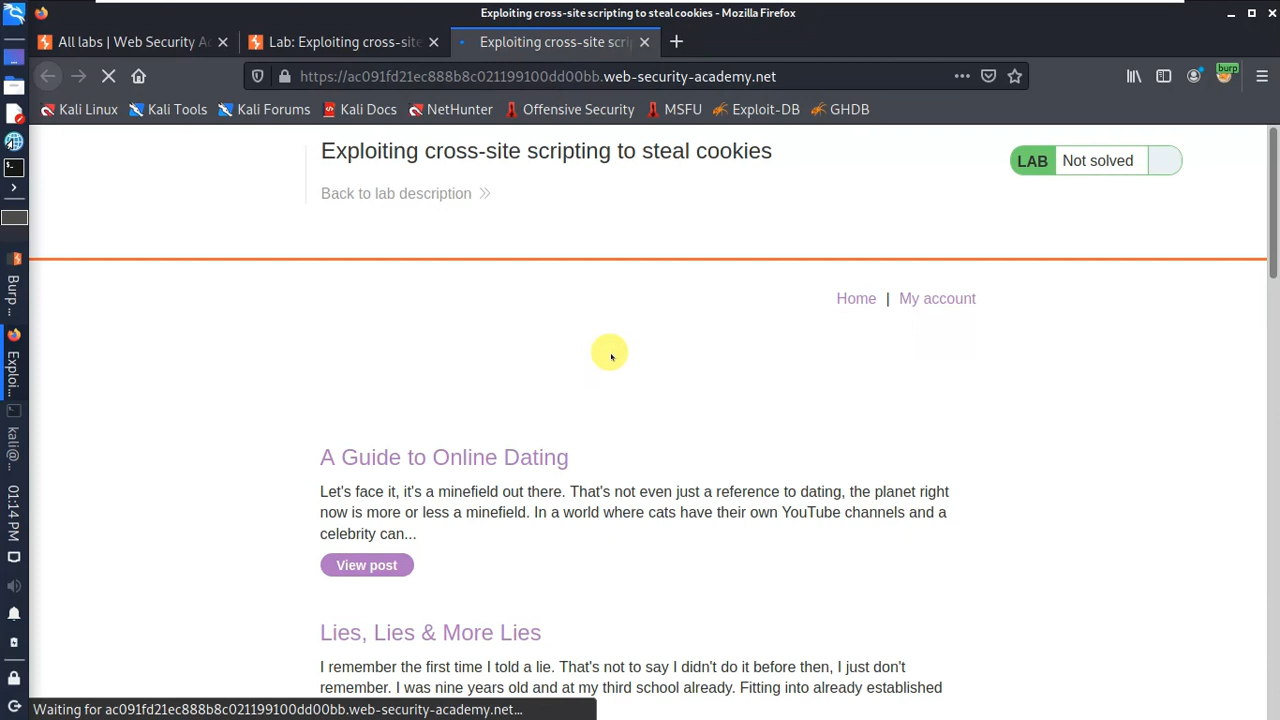 Exploiting cross-site scripting to steal cookies - Mozilla Firefox
All labs | Web Security Ac
Lab: Exploiting cross-site
Exploiting cross-site scri
https://ac091fd21ec888b8c021199100dd00bb.web-security-academy.net
burp
Kali Linux
Kali Tools
Kali Forums
Kali Docs
NetHunter
Offensive Security
MSFU
Exploit-DB
GHDB
Exploiting cross-site scripting to steal cookies
LAB Not solved
Back to lab description
Home | My account
A Guide to Online Dating
Let's face it, it's a minefield out there. That's not even just a reference to dating, the planet right
now is more or less a minefield. In a world where cats have their own YouTube channels and a
celebrity can...
View post
Lies, Lies & More Lies
I remember the first time I told a lie. That's not to say I didn't do it before then, I just don't
remember. I was nine years old and at my third school already. Fitting into already established
Burp ...
Exploi...
kali@...
01:14 PM
Waiting for ac091fd21ec888b8c021199100dd00bb.web-security-academy.net...